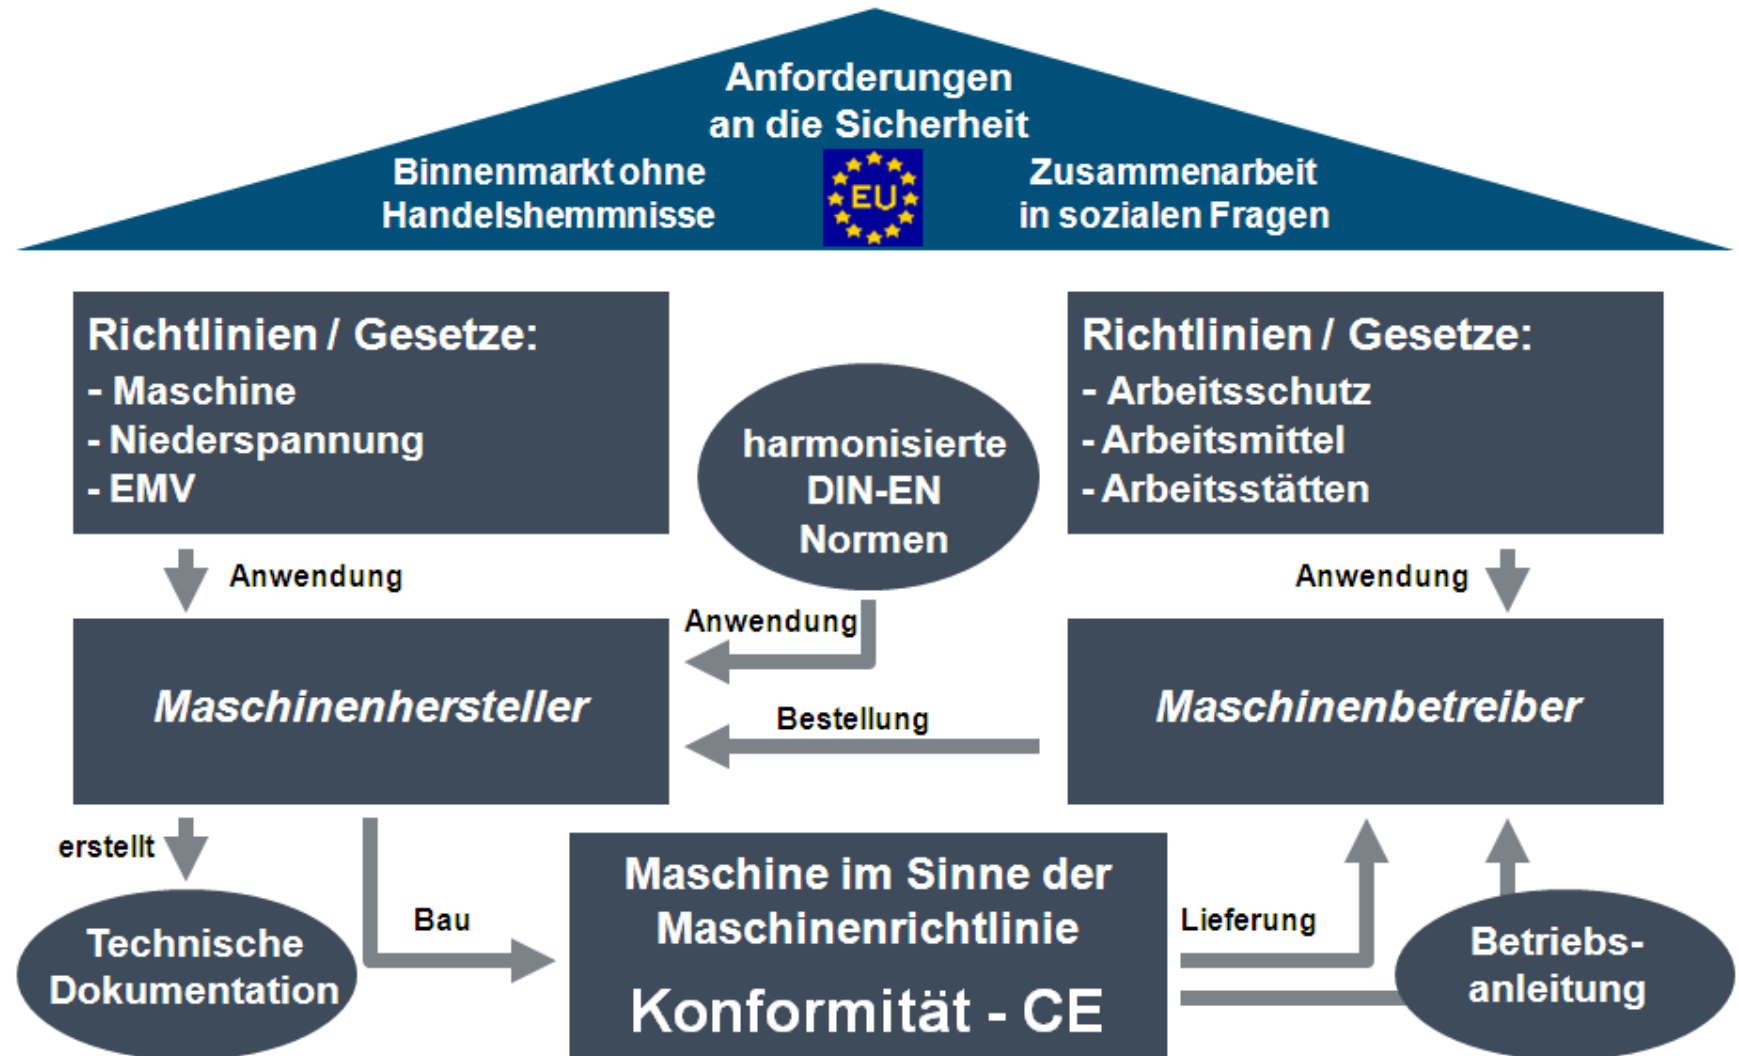 Anforderungen
an die Sicherheit
Binnenmarkt ohne
Handelshemmnisse
EU
Zusammenarbeit
in sozialen Fragen
Richtlinien / Gesetze:
- Maschine
- Niederspannung
- EMV
harmonisierte
DIN-EN
Normen
Richtlinien / Gesetze:
- Arbeitsschutz
- Arbeitsmittel
- Arbeitsstätten
Anwendung
Anwendung
Anwendung
Maschinenhersteller
Bestellung
Maschinenbetreiber
erstellt
Technische
Dokumentation
Bau
Maschine im Sinne der
Maschinenrichtlinie
Konformität - CE
Lieferung
Betriebs-
anleitung